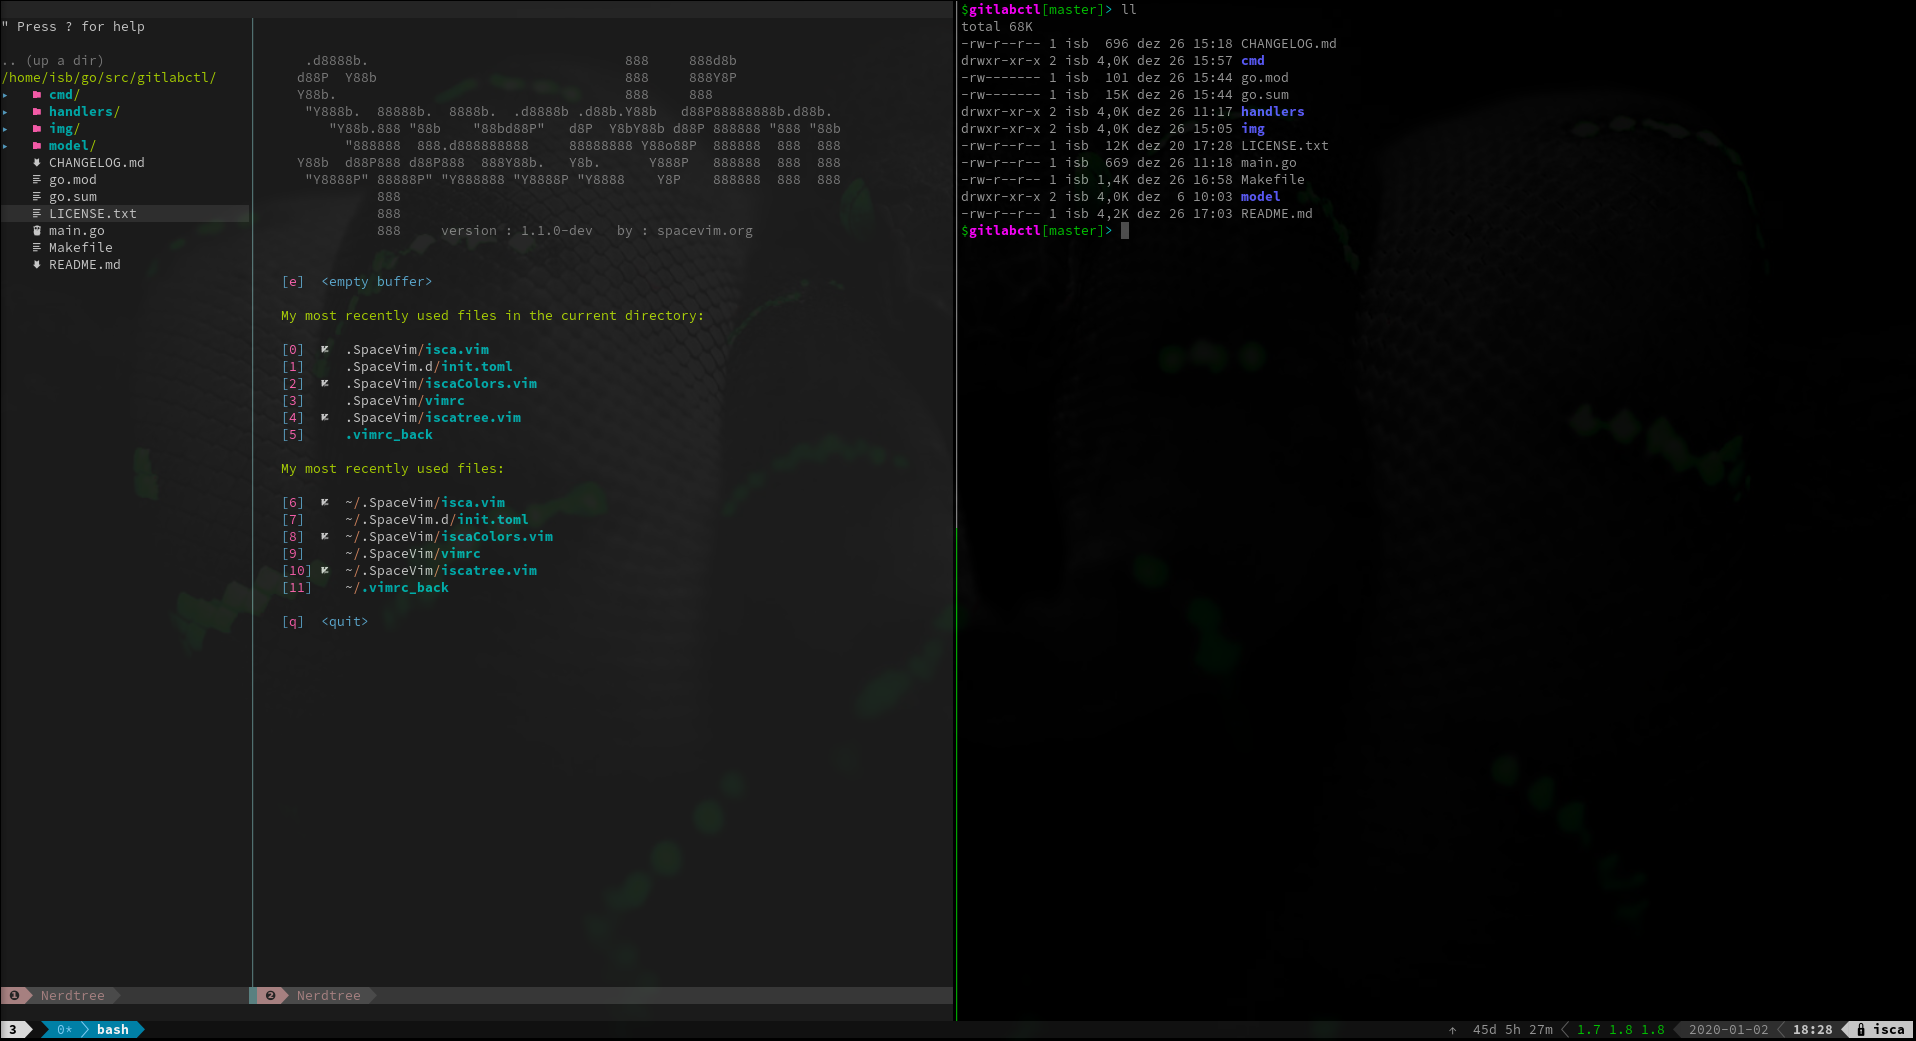 " Press ? for help
.. (up a dir)
/home/isb/go/src/gitlabctl/
▸ cmd/
▸ handlers/
▸ img/
▸ model/
CHANGELOG.md
go.mod
go.sum
LICENSE.txt
main.go
Makefile
README.md
.d8888b.                                888     888d8b
d88P  Y88b                               888     888Y8P
Y88b.                                    888     888
"Y888b.  88888b.  8888b.  .d8888b .d88b.Y88b   d88P88888888b.d88b.
"Y88b.888 "88b    "88bd88P"   d8P  Y8bY88b d88P 888888 "888 "88b
"888888  888.d888888888     88888888 Y88o88P  888888  888  888
Y88b  d88P888 d88P888  888Y88b.   Y8b.      Y888P   888888  888  888
"Y8888P" 88888P" "Y888888 "Y8888P "Y8888    Y8P    888888  888  888
888
888
888     version : 1.1.0-dev   by : spacevim.org
[e]  <empty buffer>
My most recently used files in the current directory:
[0] .SpaceVim/isca.vim
[1] .SpaceVim.d/init.toml
[2] .SpaceVim/iscaColors.vim
[3] .SpaceVim/vimrc
[4] .SpaceVim/iscatree.vim
[5] .vimrc_back
My most recently used files:
[6] ~/.SpaceVim/isca.vim
[7] ~/.SpaceVim.d/init.toml
[8] ~/.SpaceVim/iscaColors.vim
[9] ~/.SpaceVim/vimrc
[10] ~/.SpaceVim/iscatree.vim
[11] ~/.vimrc_back
[q]  <quit>
❶ Nerdtree
❷ Nerdtree
$gitlabctl[master]> ll
total 68K
-rw-r--r-- 1 isb  696 dez 26 15:18 CHANGELOG.md
drwxr-xr-x 2 isb 4,0K dez 26 15:57 cmd
-rw------- 1 isb  101 dez 26 15:44 go.mod
-rw------- 1 isb  15K dez 26 15:44 go.sum
drwxr-xr-x 2 isb 4,0K dez 26 11:17 handlers
drwxr-xr-x 2 isb 4,0K dez 26 15:05 img
-rw-r--r-- 1 isb  12K dez 20 17:28 LICENSE.txt
-rw-r--r-- 1 isb  669 dez 26 11:18 main.go
-rw-r--r-- 1 isb 1,4K dez 26 16:58 Makefile
drwxr-xr-x 2 isb 4,0K dez  6 10:03 model
-rw-r--r-- 1 isb 4,2K dez 26 17:03 README.md
$gitlabctl[master]>
3 0* bash
↑ 45d 5h 27m 1.7 1.8 1.8 2020-01-02 18:28 isca